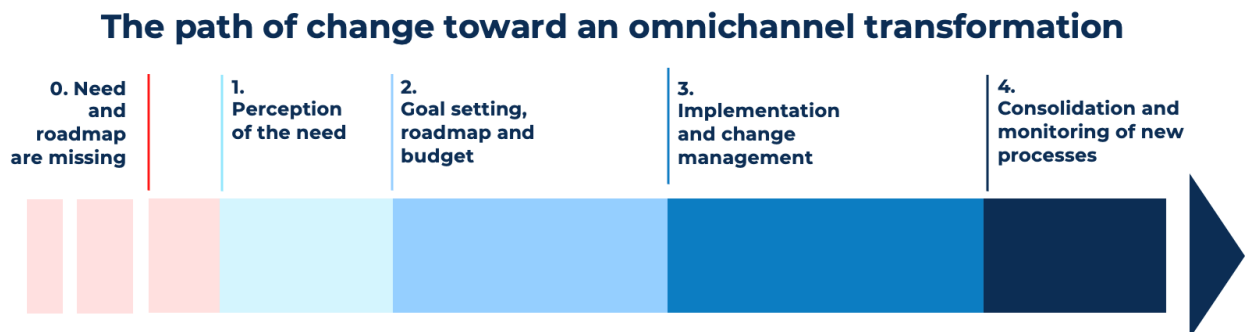 The path of change toward an omnichannel transformation
0. Need
and
roadmap
are missing
1.
Perception
of the need
2.
Goal setting,
roadmap and
budget
3.
Implementation
and change
management
4.
Consolidation and
monitoring of new
processes